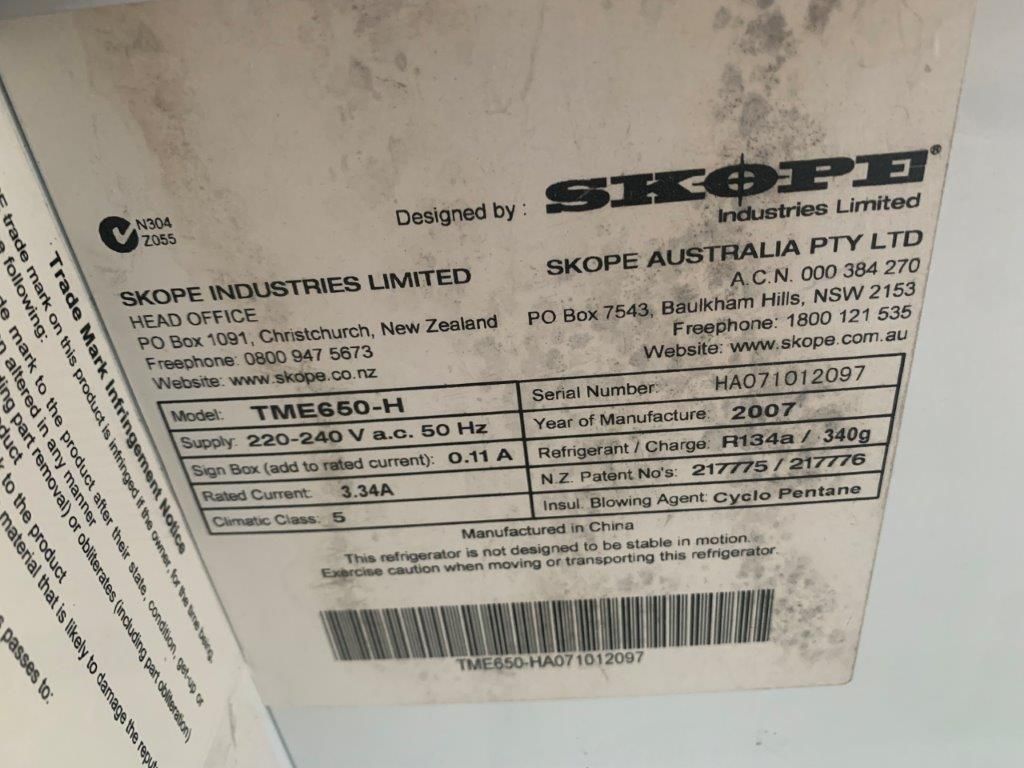 N304
Z055
Designed by :
SKOPE®
Industries Limited
SKOPE INDUSTRIES LIMITED
HEAD OFFICE
PO Box 1091, Christchurch, New Zealand
Freephone: 0800 947 5673
Website: www.skope.co.nz
SKOPE AUSTRALIA PTY LTD
A.C.N. 000 384 270
PO Box 7543, Baulkham Hills, NSW 2153
Freephone: 1800 121 535
Website: www.skope.com.au
Model: TME650-H
Supply: 220-240 V a.c. 50 Hz
Sign Box (add to rated current): 0.11 A
Rated Current: 3.34A
Climatic Class: 5
Serial Number: HA071012097
Year of Manufacture: 2007
Refrigerant / Charge: R134a / 340g
N.Z. Patent No's: 217775 / 217776
Insul. Blowing Agent: Cyclo Pentane
Manufactured in China
This refrigerator is not designed to be stable in motion.
Exercise caution when moving or transporting this refrigerator.
TME650-HA071012097
Trade Mark Infringement Notice
trade mark on this product is infringed if the owner, for the time being,
following:
mark to the product after their state, condition, get-up or
altered in any manner
part removal) or obliterates (including part obliteration)
to the product
material that is likely to damage the
passes to: